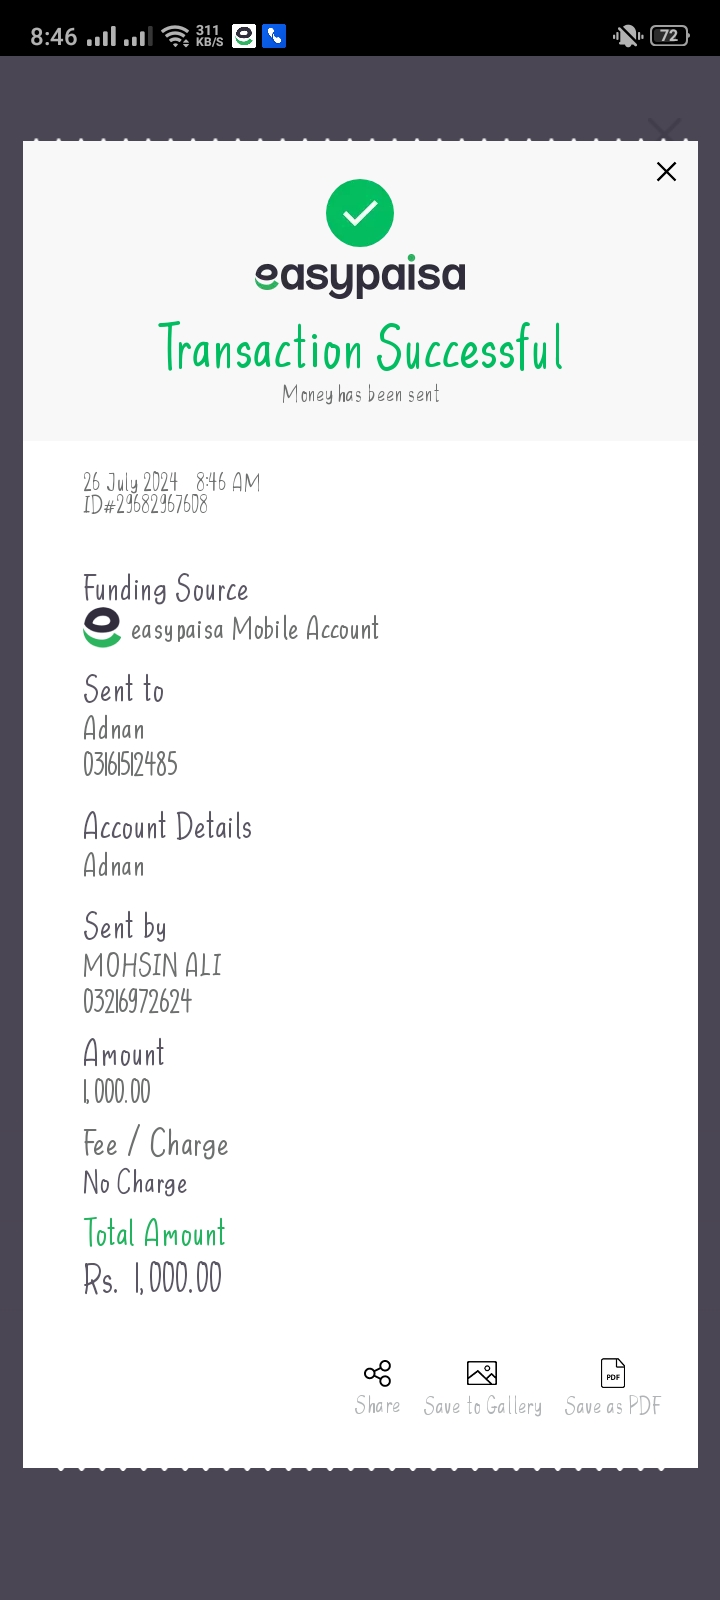 8:46
311
KB/S
72
easypaisa
Transaction Successful
Money has been sent
26 July 2024 8:46 AM
ID#29682967608
Funding Source
easypaisa Mobile Account
Sent to
Adnan
03161512485
Account Details
Adnan
Sent by
MOHSIN ALI
03216972624
Amount
1,000.00
Fee / Charge
No Charge
Total Amount
Rs. 1,000.00
PDF
Share Save to Gallery Save as PDF